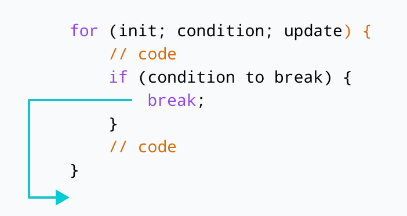 for (init; condition; update) {
// code
if (condition to break) {
break;
}
// code
}